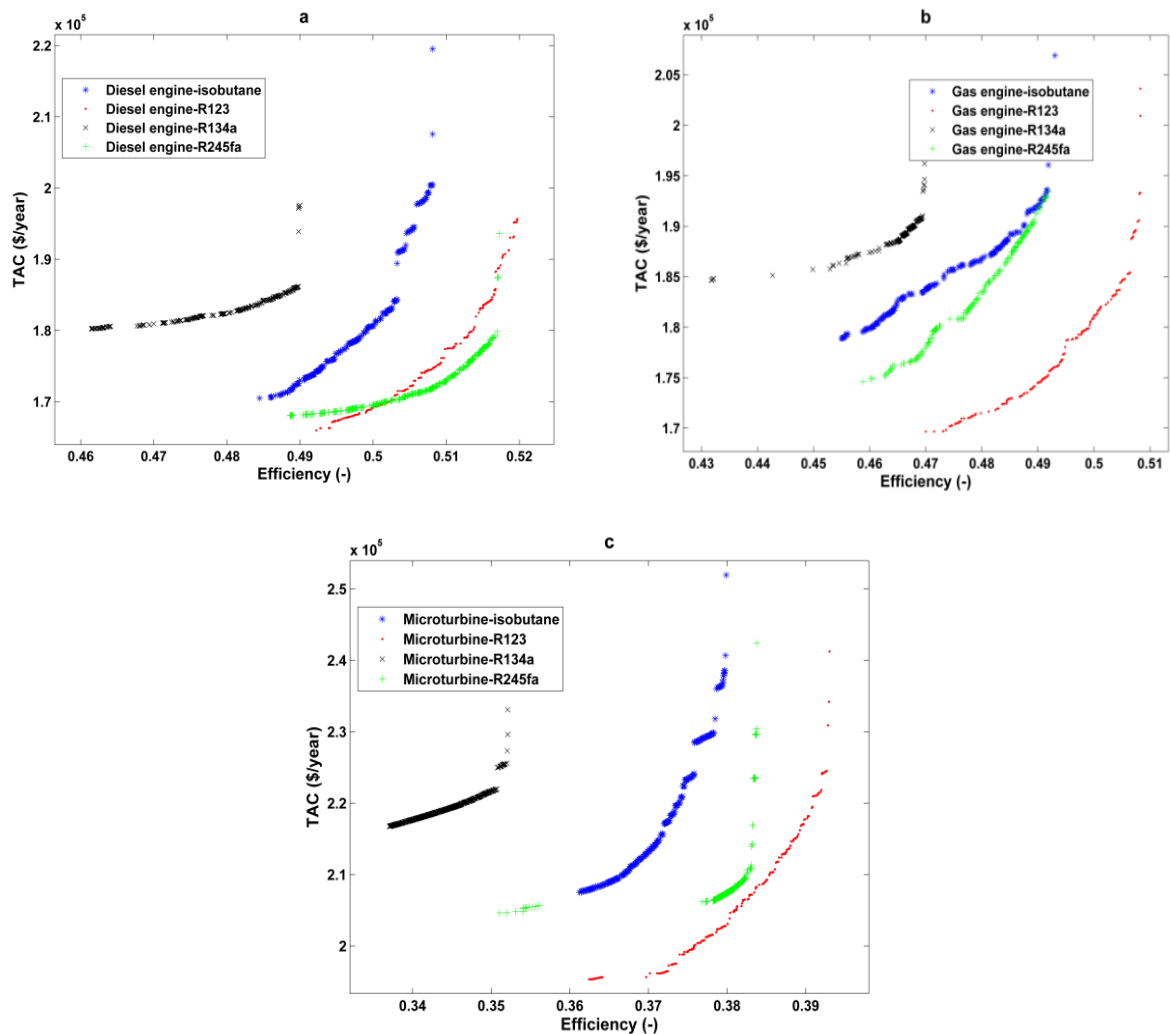 a
x 10⁵
2.2
2.1
2
1.9
1.8
1.7
TAC ($/year)
Diesel engine-isobutane
Diesel engine-R123
Diesel engine-R134a
Diesel engine-R245fa
0.46 0.47 0.48 0.49 0.5 0.51 0.52
Efficiency (-)
b
x 10⁵
2.05
2
1.95
1.9
1.85
1.8
1.75
1.7
TAC ($/year)
Gas engine-isobutane
Gas engine-R123
Gas engine-R134a
Gas engine-R245fa
0.43 0.44 0.45 0.46 0.47 0.48 0.49 0.5 0.51
Efficiency (-)
c
x 10⁵
2.5
2.4
2.3
2.2
2.1
2
TAC ($/year)
Microturbine-isobutane
Microturbine-R123
Microturbine-R134a
Microturbine-R245fa
0.34 0.35 0.36 0.37 0.38 0.39
Efficiency (-)